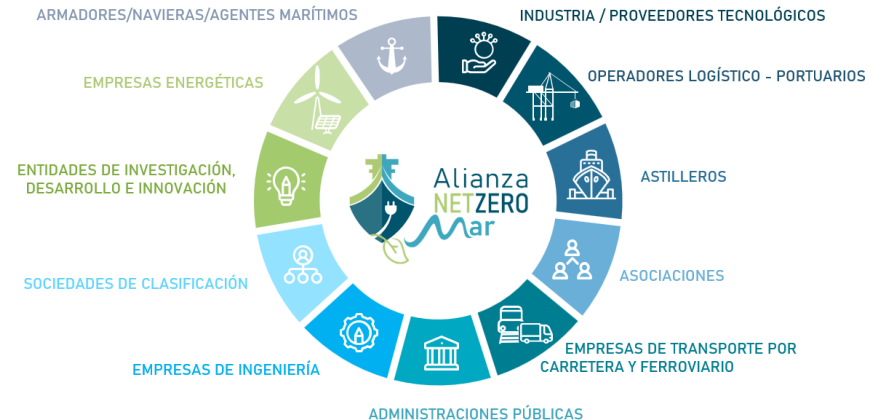 ARMADORES/NAVIERAS/AGENTES MARÍTIMOS
INDUSTRIA / PROVEEDORES TECNOLÓGICOS
EMPRESAS ENERGÉTICAS
OPERADORES LOGÍSTICO - PORTUARIOS
ENTIDADES DE INVESTIGACIÓN,
DESARROLLO E INNOVACIÓN
Alianza
NETZERO
Mar
ASTILLEROS
SOCIEDADES DE CLASIFICACIÓN
ASOCIACIONES
EMPRESAS DE INGENIERÍA
EMPRESAS DE TRANSPORTE POR
CARRETERA Y FERROVIARIO
ADMINISTRACIONES PÚBLICAS